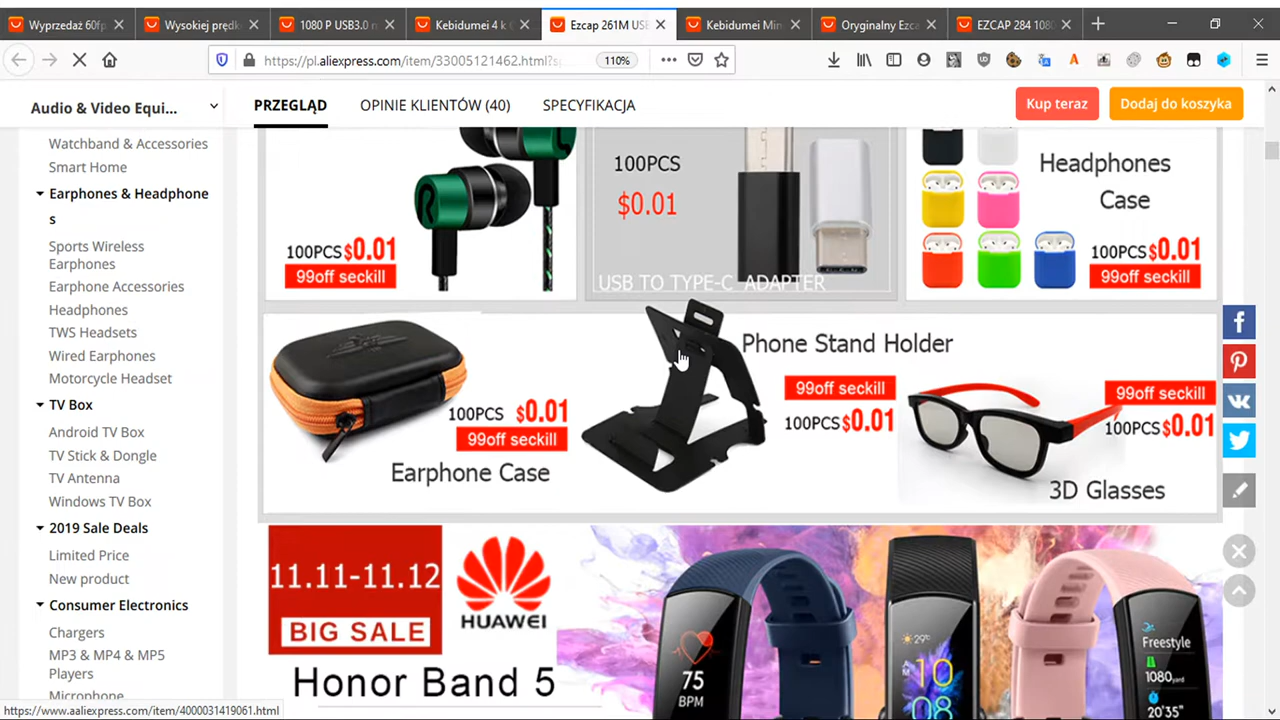 Wyprzedaż 60fp
Wysokiej prędk
1080 P USB3.0 n
Kebidumei 4 k 6
Ezcap 261M USB
Kebidumei Min
Oryginalny Ezca
EZCAP 284 1080
https://pl.aliexpress.com/item/33005121462.html?s
110%
Audio & Video Equi...
PRZEGLĄD
OPINIE KLIENTÓW (40)
SPECYFIKACJA
Kup teraz
Dodaj do koszyka
Watchband & Accessories
Smart Home
Earphones & Headphone
s
Sports Wireless
Earphones
Earphone Accessories
Headphones
TWS Headsets
Wired Earphones
Motorcycle Headset
TV Box
Android TV Box
TV Stick & Dongle
TV Antenna
Windows TV Box
2019 Sale Deals
Limited Price
New product
Consumer Electronics
Chargers
MP3 & MP4 & MP5
Players
Microphone
100PCS $0.01
99off seckill
100PCS
$0.01
USB TO TYPE-C ADAPTER
Headphones
Case
100PCS $0.01
99off seckill
100PCS $0.01
99off seckill
Earphone Case
Phone Stand Holder
99off seckill
100PCS $0.01
99off seckill
100PCS $0.01
3D Glasses
11.11-11.12
BIG SALE
HUAWEI
Honor Band 5
75
BPM
29°C
10
08
Freestyle
1080yard
20'35"
https://www.aaliexpress.com/item/4000031419061.html